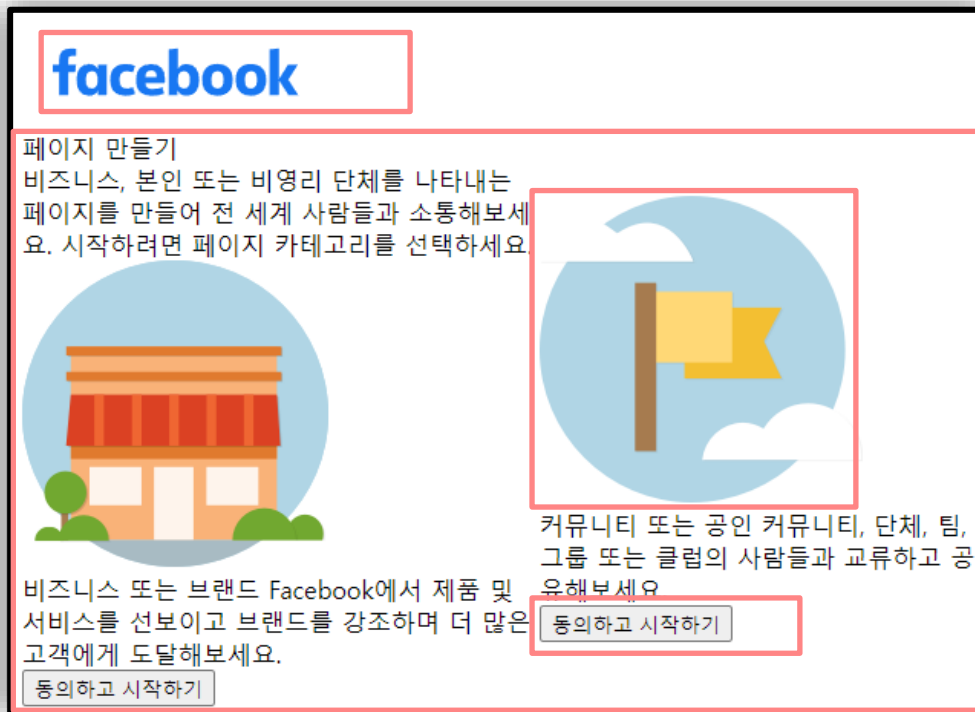 facebook
페이지 만들기
비즈니스, 본인 또는 비영리 단체를 나타내는
페이지를 만들어 전 세계 사람들과 소통해보세
요. 시작하려면 페이지 카테고리를 선택하세요.
비즈니스 또는 브랜드 Facebook에서 제품 및
서비스를 선보이고 브랜드를 강조하며 더 많은
고객에게 도달해보세요.
동의하고 시작하기
커뮤니티 또는 공인 커뮤니티, 단체, 팀,
그룹 또는 클럽의 사람들과 교류하고 공
유해보세요
동의하고 시작하기